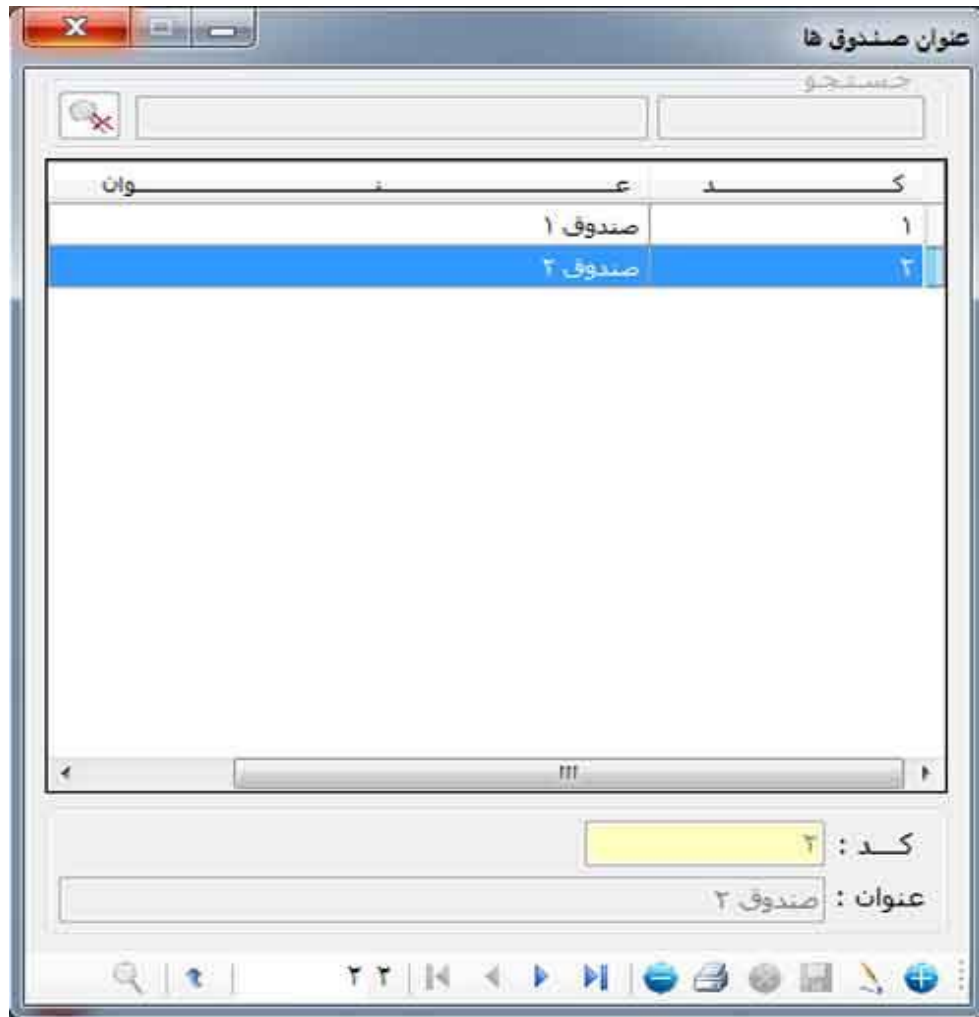 عنوان صندوق ها
جستجو
کد عنوان
۱ صندوق ۱
۲ صندوق ۲
کد : ۲
عنوان : صندوق ۲
۲ ۲